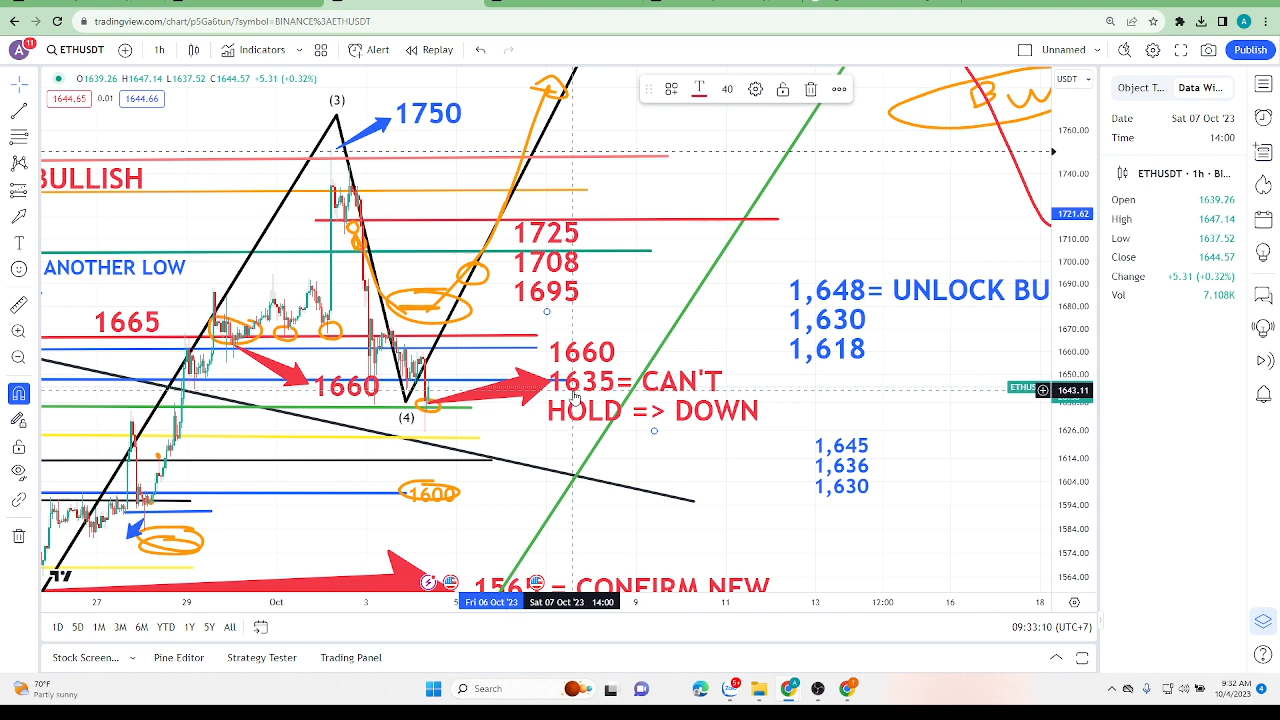 tradingview.com/chart/p5Ga6tun/?symbol=BINANCE%3AETHUSDT
A
A
11
ETHUSDT
1h
Indicators
Alert
Replay
Unnamed
Publish
O1639.26 H1647.14 L1637.52 C1644.57 +5.31 (+0.32%)
1644.65
0.01
1644.66
T
40
USDT
B
(3)
1750
BULLISH
ANOTHER LOW
1725
1708
1695
1665
1660
1660
1635= CAN'T
HOLD => DOWN
(4)
1600
1,648= UNLOCK BU
1,630
1,618
1,645
1,636
1,630
= CONFIRM NEW
1760.00
1740.00
1721.62
1710.00
1700.00
1690.00
1680.00
1670.00
1660.00
1650.00
ETHUS
1643.11
1626.00
1614.00
1604.00
1594.00
1584.00
1574.00
1564.00
27
29
Oct
3
5
Fri 06 Oct '23
Sat 07 Oct '23
14:00
9
11
13
12:00
16
18
1D
5D
1M
3M
6M
YTD
1Y
5Y
All
09:33:10 (UTC+7)
Stock Screen...
Pine Editor
Strategy Tester
Trading Panel
Object T...
Data Wi...
Date
Sat 07 Oct '23
Time
14:00
ETHUSDT · 1h · BI...
Open
1639.26
High
1647.14
Low
1637.52
Close
1644.57
Change
+5.31 (+0.32%)
Vol
7.108K
70°F
Partly sunny
Search
9:32 AM
10/4/2023